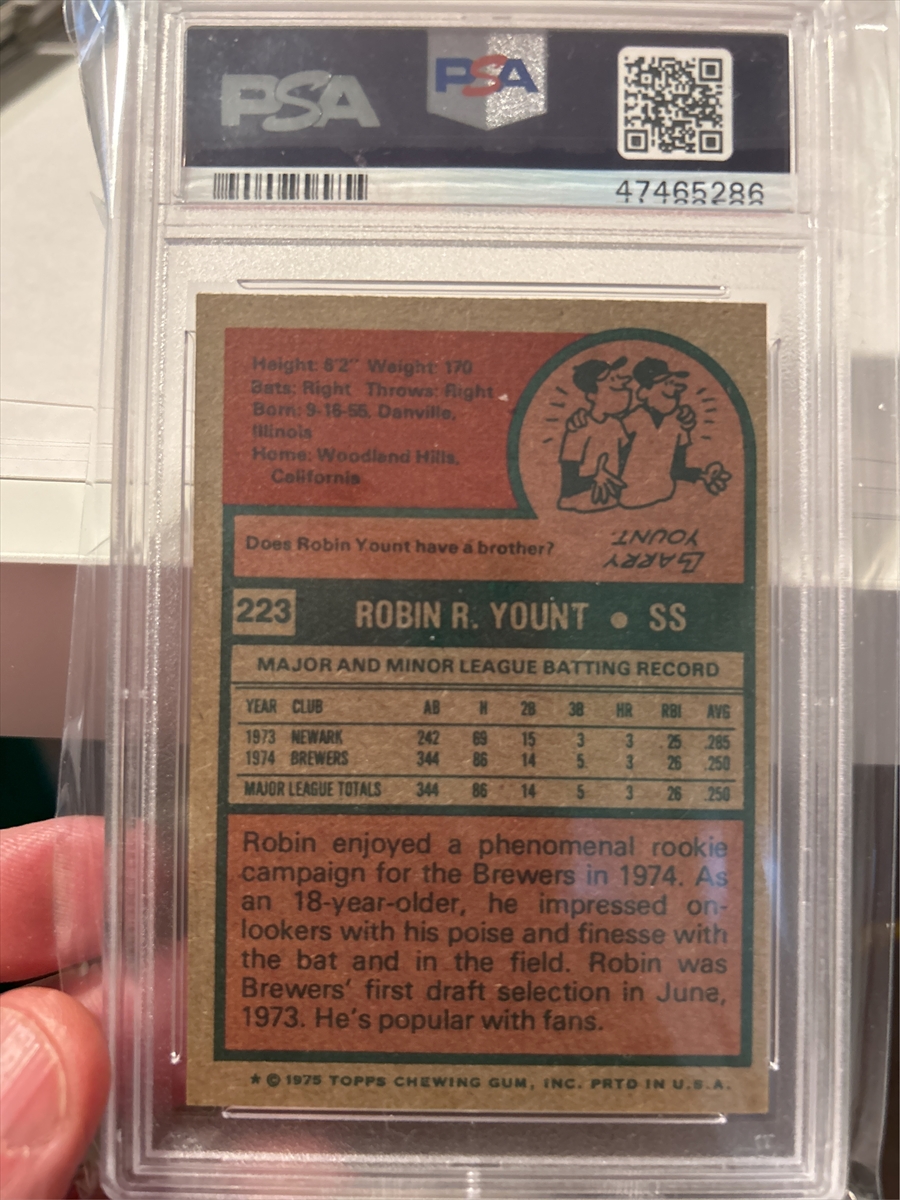 PSA
PSA
47465286
Height: 6'2" Weight: 170
Bats: Right Throws: Right
Born: 9-16-55, Danville,
Illinois
Home: Woodland Hills,
California
Does Robin Yount have a brother?
LARRY
YOUNT
223 ROBIN R. YOUNT • SS
MAJOR AND MINOR LEAGUE BATTING RECORD
YEAR CLUB AB H 2B 3B HR RBI AVG
1973 NEWARK 242 69 15 3 3 25 .285
1974 BREWERS 344 86 14 5 3 26 .250
MAJOR LEAGUE TOTALS 344 86 14 5 3 26 .250
Robin enjoyed a phenomenal rookie
campaign for the Brewers in 1974. As
an 18-year-older, he impressed on-
lookers with his poise and finesse with
the bat and in the field. Robin was
Brewers' first draft selection in June,
1973. He's popular with fans.
★ © 1975 TOPPS CHEWING GUM, INC. PRTD IN U.S.A.